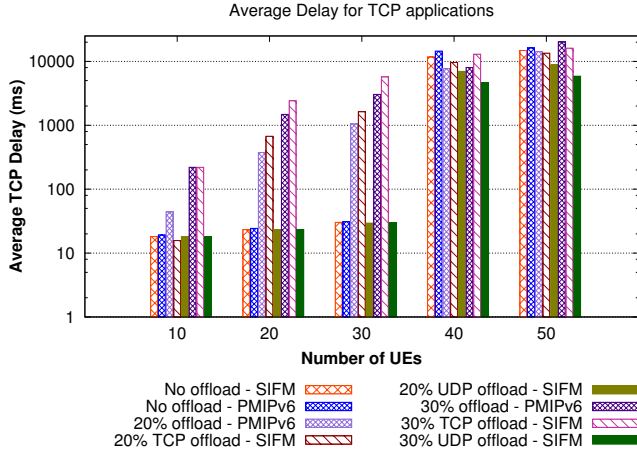 Average Delay for TCP applications
Average TCP Delay (ms)
10000
1000
100
10
1
10 20 30 40 50
Number of UEs
No offload - SIFM
No offload - PMIPv6
20% offload - PMIPv6
20% TCP offload - SIFM
20% UDP offload - SIFM
30% offload - PMIPv6
30% TCP offload - SIFM
30% UDP offload - SIFM